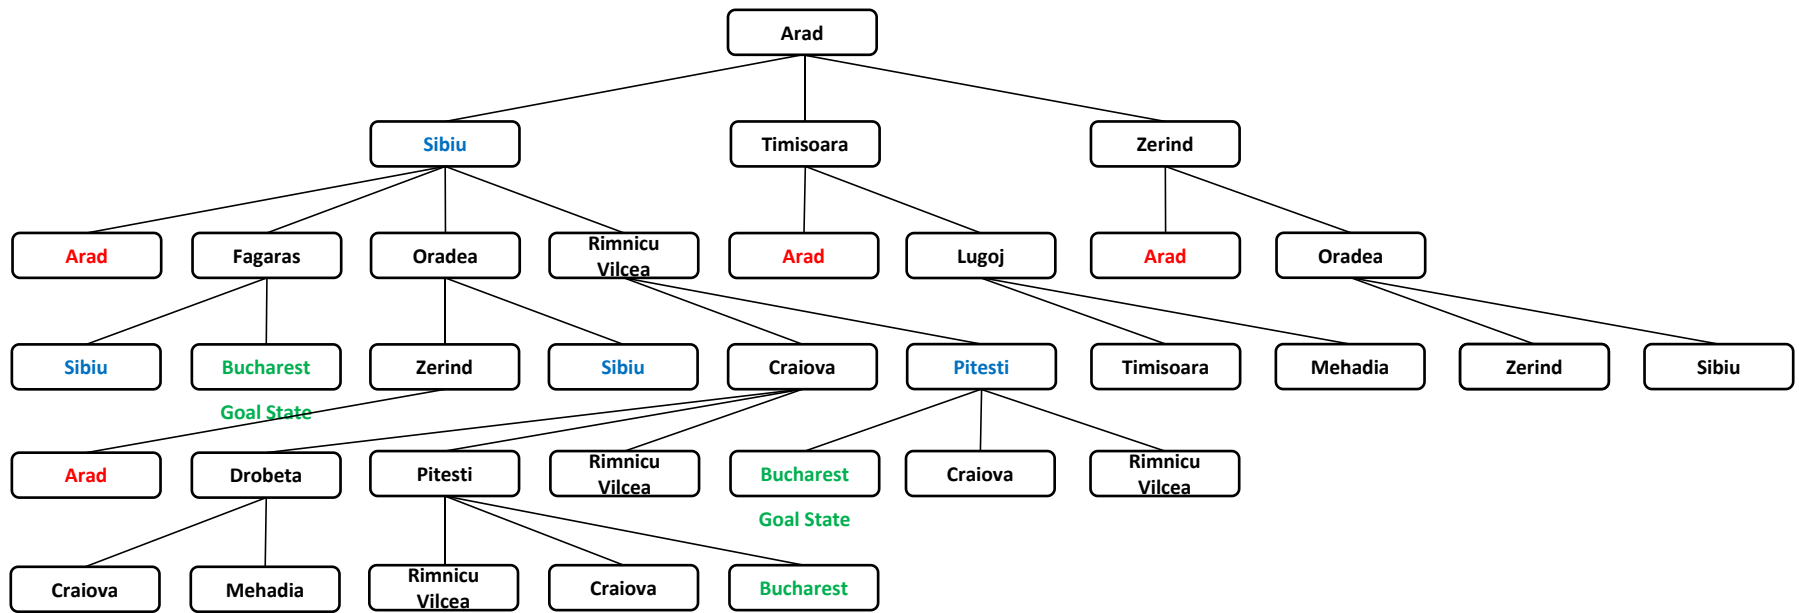 Arad
Sibiu
Timisoara
Zerind
Arad
Fagaras
Oradea
Rimnicu
Vilcea
Arad
Lugoj
Arad
Oradea
Sibiu
Bucharest
Zerind
Sibiu
Craiova
Pitesti
Timisoara
Mehadia
Zerind
Sibiu
Goal State
Arad
Drobeta
Pitesti
Rimnicu
Vilcea
Bucharest
Craiova
Rimnicu
Vilcea
Goal State
Craiova
Mehadia
Rimnicu
Vilcea
Craiova
Bucharest